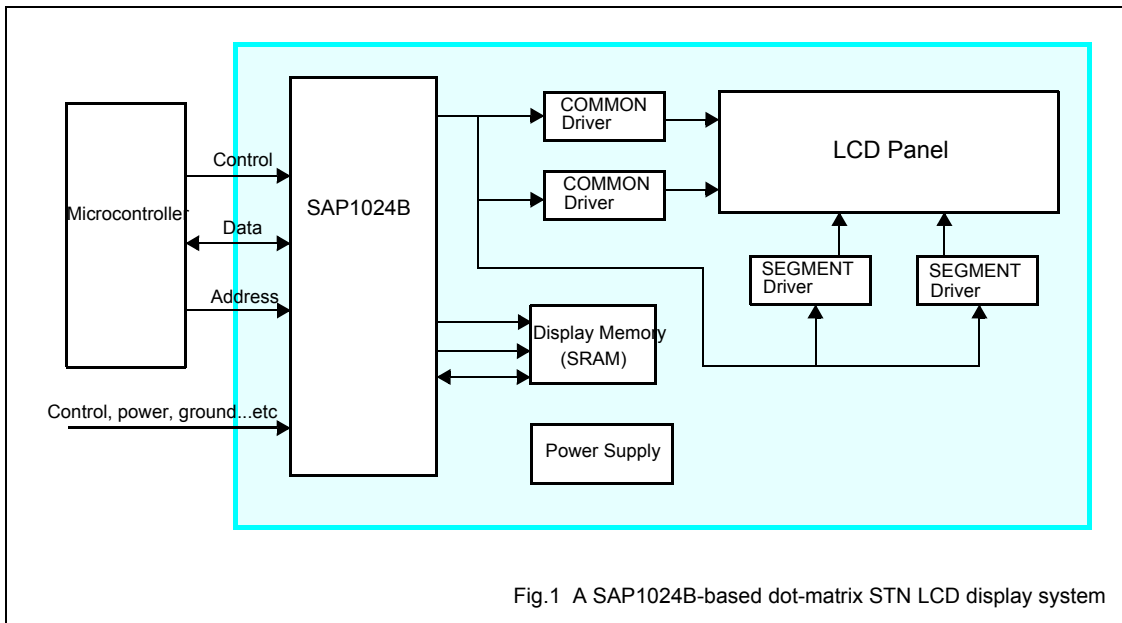 COMMON
Driver
LCD Panel
Control
COMMON
Driver
SAP1024B
Microcontroller
Data
SEGMENT
Driver
SEGMENT
Driver
Address
Display Memory
(SRAM)
Control, power, ground...etc
Power Supply
Fig.1 A SAP1024B-based dot-matrix STN LCD display system